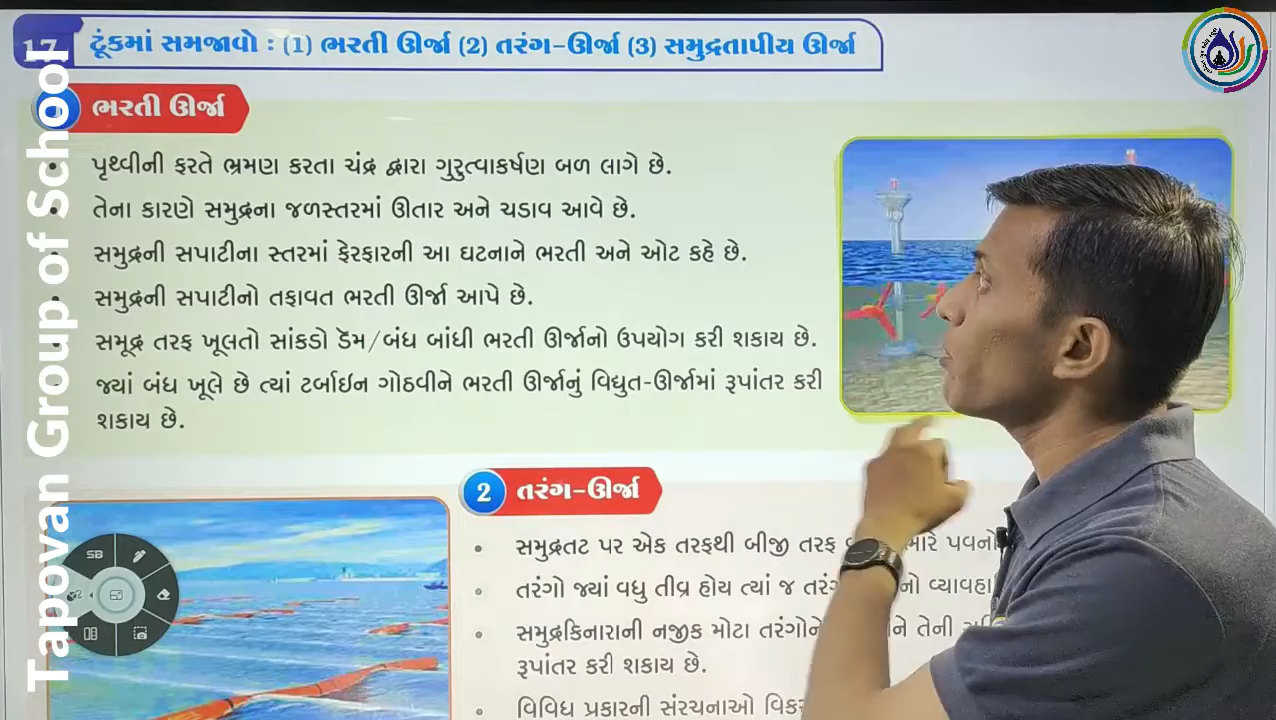 17 ટૂંકમાં સમજાવો : (1) ભરતી ઊર્જા (2) તરંગ-ઊર્જા (3) સમુદ્રતાપીય ઊર્જા
ભરતી ઊર્જા
• પૃથ્વીની ફરતે ભ્રમણ કરતા ચંદ્ર દ્વારા ગુરુત્વાકર્ષણ બળ લાગે છે.
• તેના કારણે સમુદ્રના જળસ્તરમાં ઊતાર અને ચડાવ આવે છે.
• સમુદ્રની સપાટીના સ્તરમાં ફેરફારની આ ઘટનાને ભરતી અને ઓટ કહે છે.
• સમુદ્રની સપાટીનો તફાવત ભરતી ઊર્જા આપે છે.
• સમૂદ્ર તરફ ખૂલતો સાંકડો ડૅમ/બંધ બાંધી ભરતી ઊર્જાનો ઉપયોગ કરી શકાય છે.
જ્યાં બંધ ખૂલે છે ત્યાં ટર્બાઇન ગોઠવીને ભરતી ઊર્જાનું વિદ્યુત-ઊર્જામાં રૂપાંતર કરી
શકાય છે.
2 તરંગ-ઊર્જા
• સમુદ્રતટ પર એક તરફથી બીજી તરફ
• તરંગો જ્યાં વધુ તીવ્ર હોય ત્યાં જ
• સમુદ્રકિનારાની નજીક મોટા તેની
રૂપાંતર કરી શકાય છે.
• વિવિધ પ્રકારની સંરચનાઓ
SB
Tapovan Group of School